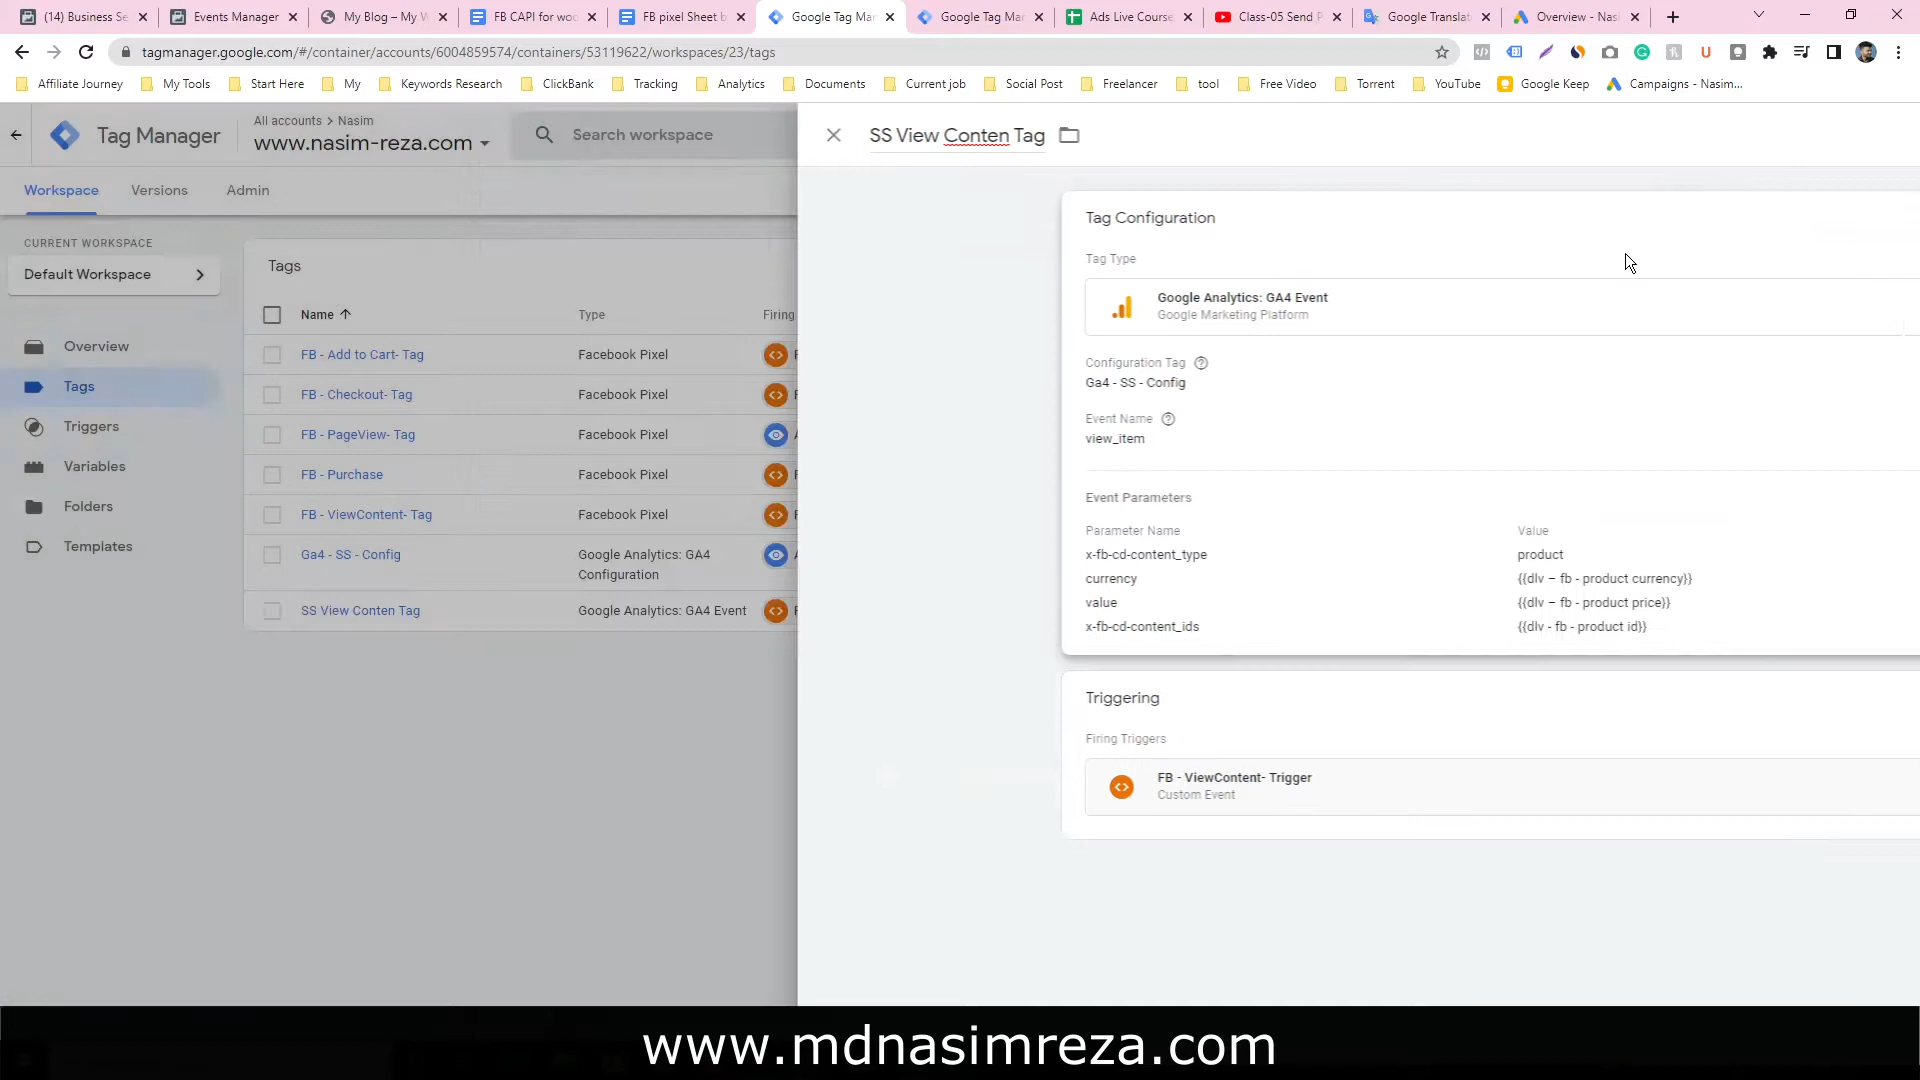 (14) Business Se
Events Manager
My Blog – My W
FB CAPI for woo
FB pixel Sheet b
Google Tag Man
Google Tag Mar
Ads Live Course
Class-05 Send P
Google Translat
Overview - Nasi
tagmanager.google.com/#/container/accounts/6004859574/containers/53119622/workspaces/23/tags
Affiliate Journey
My Tools
Start Here
My
Keywords Research
ClickBank
Tracking
Analytics
Documents
Current job
Social Post
Freelancer
tool
Free Video
Torrent
YouTube
Google Keep
Campaigns - Nasim...
Tag Manager
All accounts > Nasim
www.nasim-reza.com
Search workspace
SS View Conten Tag
Workspace
Versions
Admin
CURRENT WORKSPACE
Default Workspace
Overview
Tags
Triggers
Variables
Folders
Templates
Tags
Name Type Firing
FB - Add to Cart- Tag Facebook Pixel
FB - Checkout- Tag Facebook Pixel
FB - PageView- Tag Facebook Pixel
FB - Purchase Facebook Pixel
FB - ViewContent- Tag Facebook Pixel
Ga4 - SS - Config Google Analytics: GA4
Configuration
SS View Conten Tag Google Analytics: GA4 Event
Tag Configuration
Tag Type
Google Analytics: GA4 Event
Google Marketing Platform
Configuration Tag
Ga4 - SS - Config
Event Name
view_item
Event Parameters
Parameter Name Value
x-fb-cd-content_type product
currency {{dlv – fb - product currency}}
value {{dlv – fb - product price}}
x-fb-cd-content_ids {{dlv - fb - product id}}
Triggering
Firing Triggers
FB - ViewContent- Trigger
Custom Event
www.mdnasimreza.com